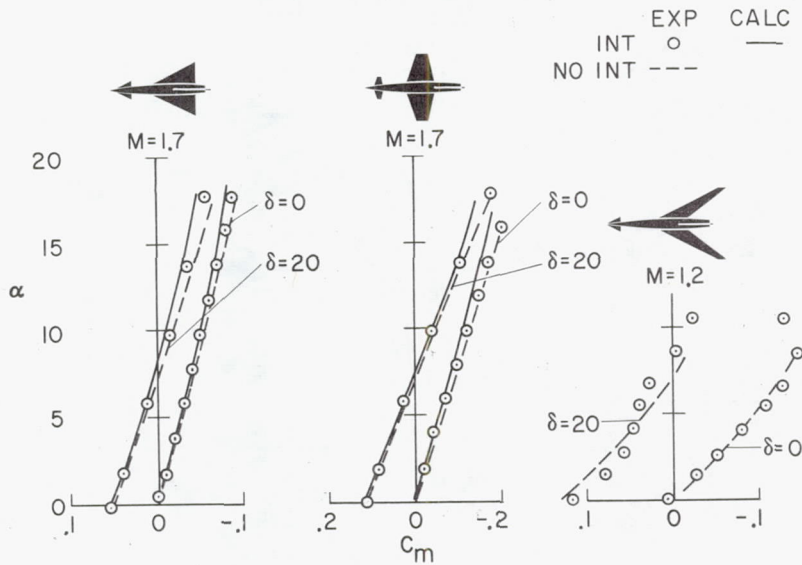 EXP CALC
INT
NO INT
M=1.7
M=1.7
20
15
10
5
0
α
δ=0
δ=20
δ=0
δ=20
M=1.2
δ=20
δ=0
.1 0 -.1
.2 0 -.2
.1 0 -.1
Cm